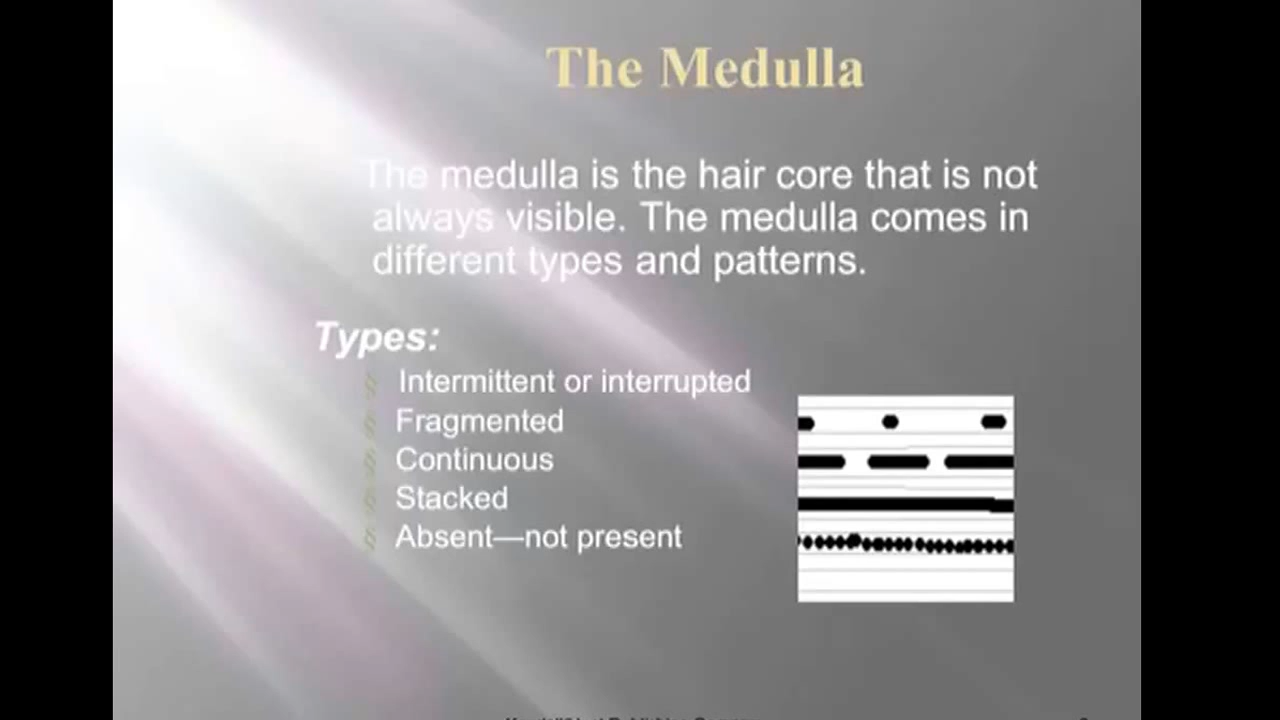 The Medulla
The medulla is the hair core that is not
always visible. The medulla comes in
different types and patterns.
Types:
Intermittent or interrupted
Fragmented
Continuous
Stacked
Absent—not present